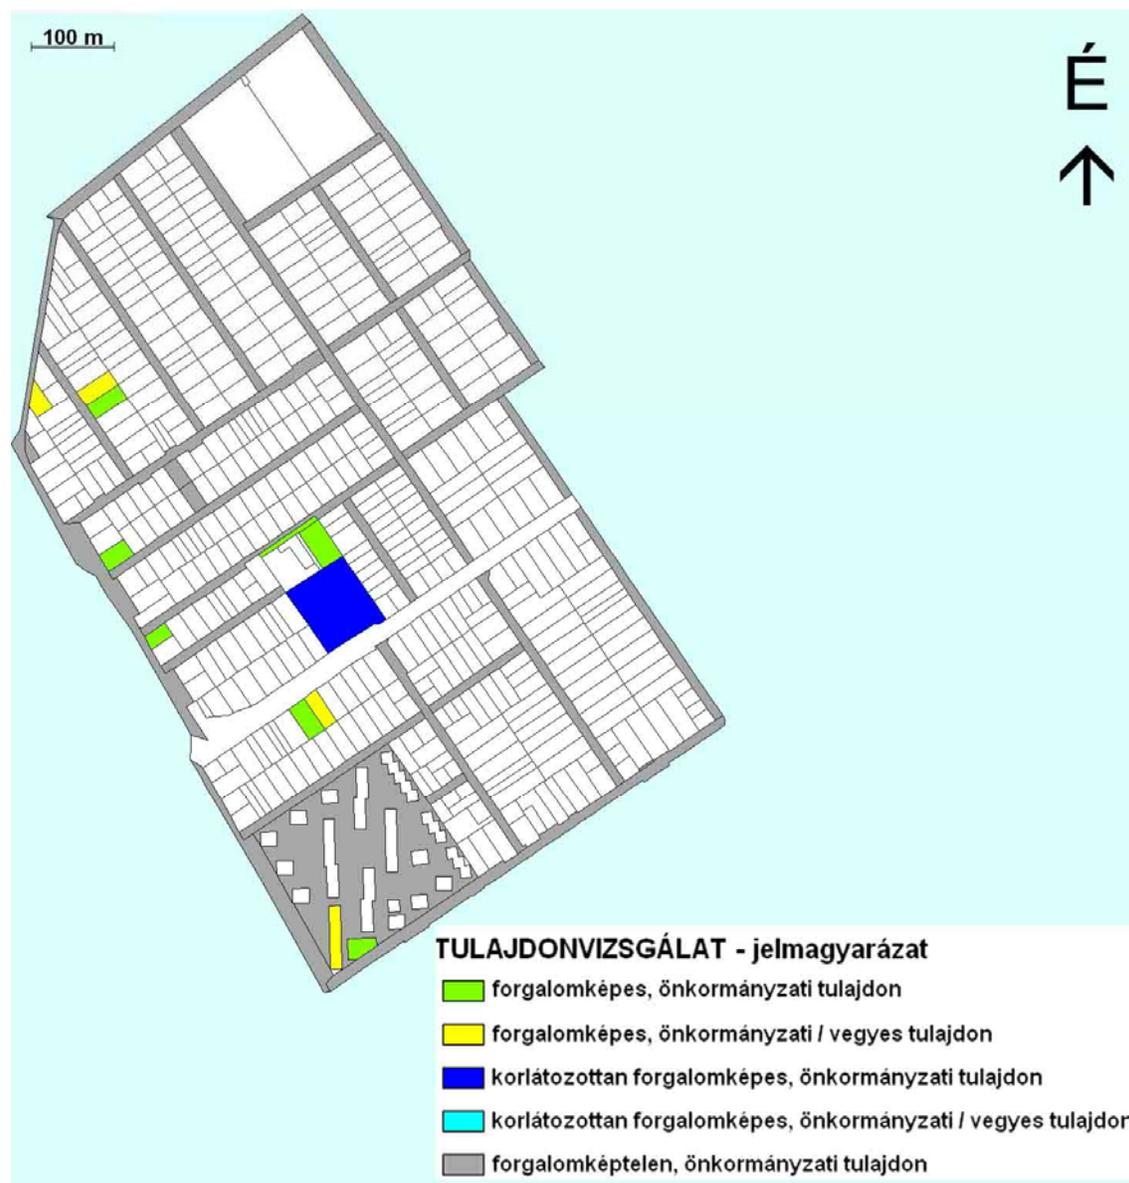 100 m
É
TULAJDONVIZSGÁLAT - jelmagyarázat
forgalomképes, önkormányzati tulajdon
forgalomképes, önkormányzati / vegyes tulajdon
korlátozottan forgalomképes, önkormányzati tulajdon
korlátozottan forgalomképes, önkormányzati / vegyes tulajdon
forgalomképtelen, önkormányzati tulajdon